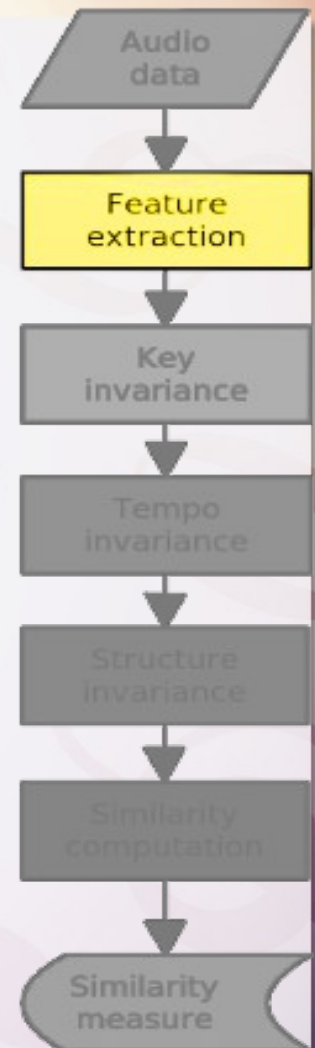 Audio
data
Feature
extraction
Key
invariance
Tempo
invariance
Structure
invariance
Similarity
computation
Similarity
measure